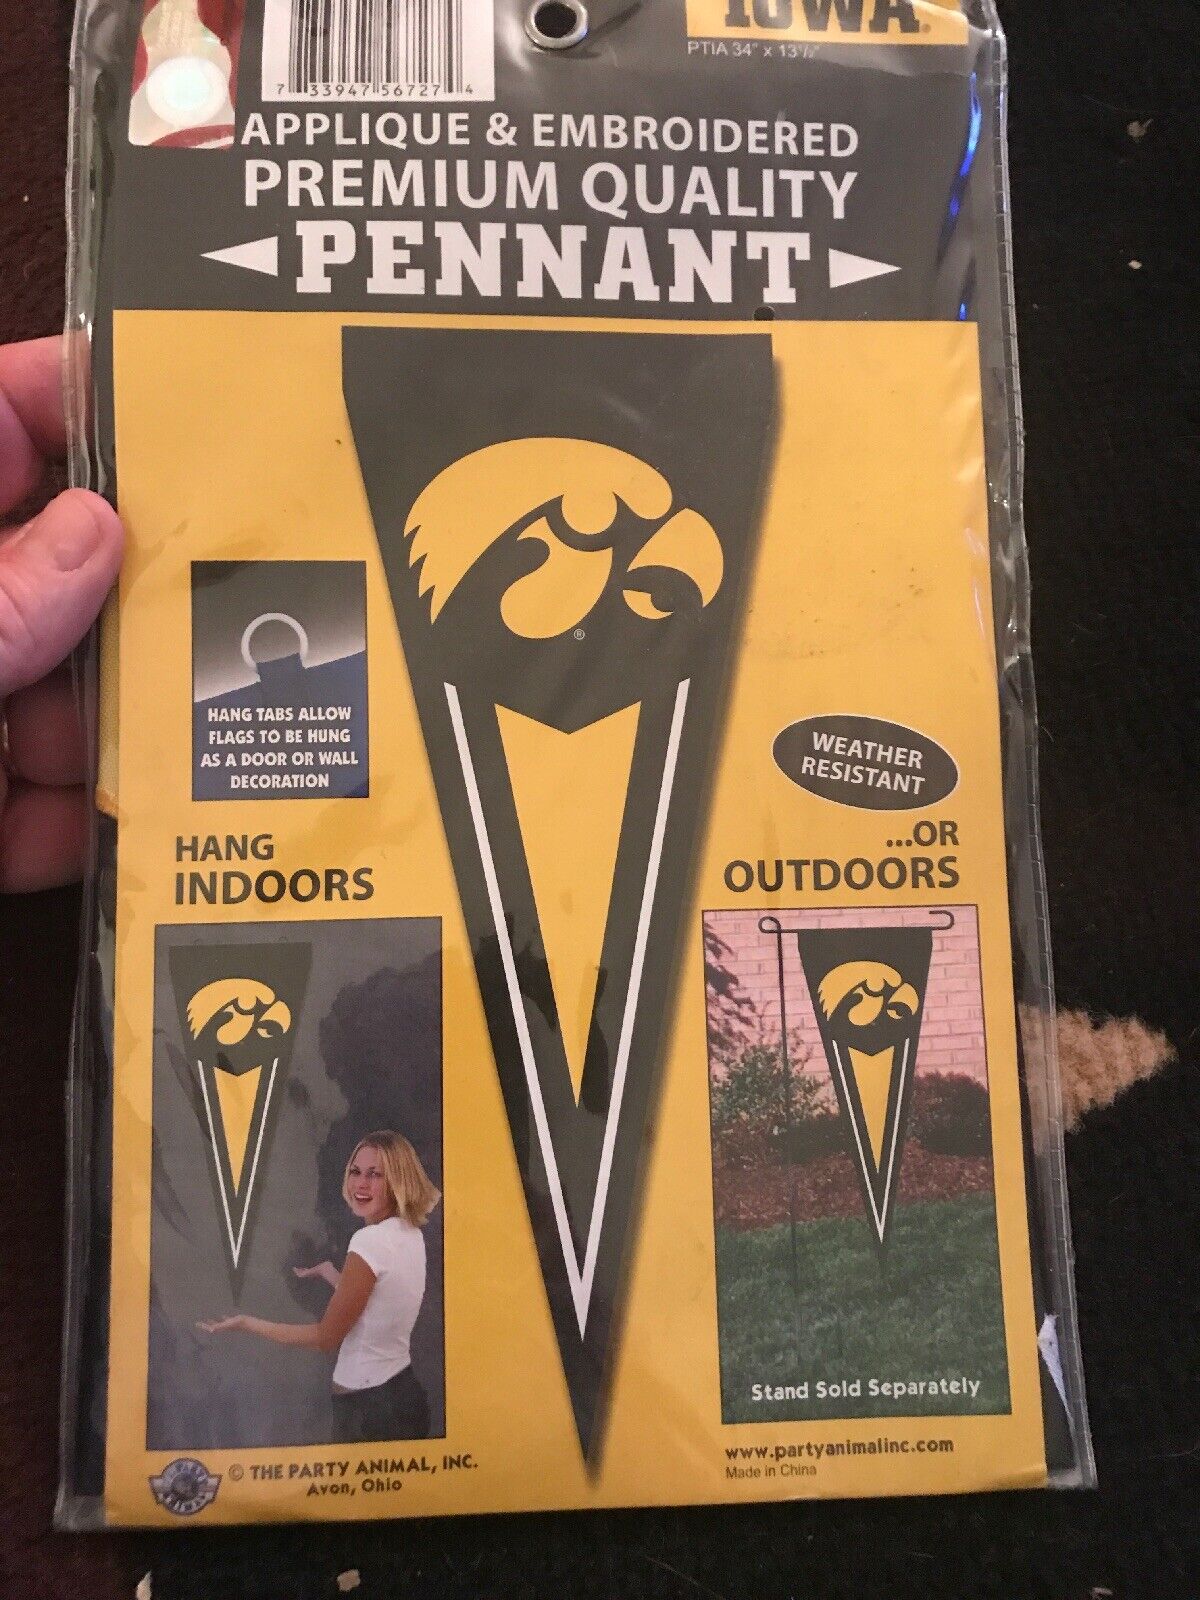 IOWA®
PTIA 34" x 13½"
7 33947 56727 4
APPLIQUE & EMBROIDERED
PREMIUM QUALITY
PENNANT
®
HANG TABS ALLOW
FLAGS TO BE HUNG
AS A DOOR OR WALL
DECORATION
WEATHER
RESISTANT
HANG
INDOORS
...OR
OUTDOORS
Stand Sold Separately
© THE PARTY ANIMAL, INC.
Avon, Ohio
www.partyanimalinc.com
Made in China